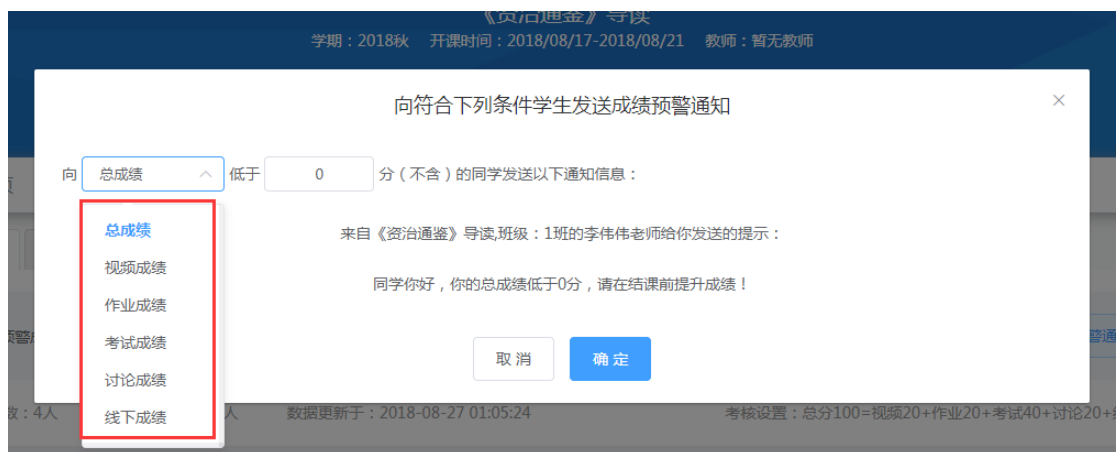 《资治通鉴》导读
学期：2018秋 开课时间：2018/08/17-2018/08/21 教师：暂无教师
向符合下列条件学生发送成绩预警通知
向 总成绩 低于 0 分（不含）的同学发送以下通知信息：
总成绩
视频成绩
作业成绩
考试成绩
讨论成绩
线下成绩
来自《资治通鉴》导读,班级：1班的李伟伟老师给你发送的提示：
同学你好，你的总成绩低于0分，请在结课前提升成绩！
取消 确定
数：4人 人 数据更新于：2018-08-27 01:05:24 考核设置：总分100=视频20+作业20+考试40+讨论20+